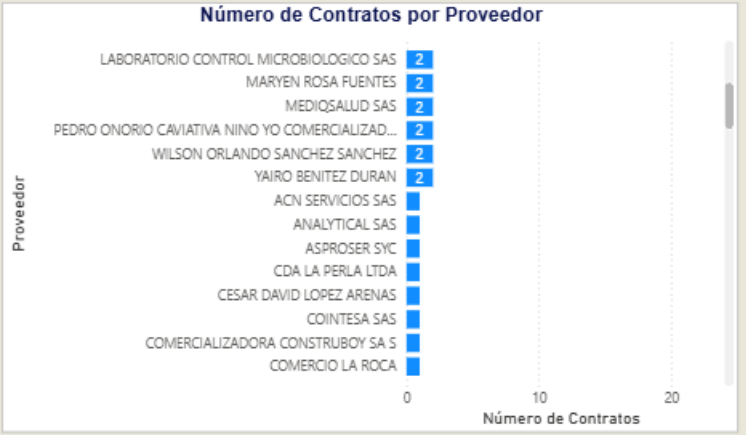 Número de Contratos por Proveedor
LABORATORIO CONTROL MICROBIOLOGICO SAS 2
MARYEN ROSA FUENTES 2
MEDIQSALUD SAS 2
PEDRO ONORIO CAVIATIVA NINO YO COMERCIALIZAD... 2
WILSON ORLANDO SANCHEZ SANCHEZ 2
YAIRO BENITEZ DURAN 2
ACN SERVICIOS SAS
ANALYTICAL SAS
ASPROSER SYC
CDA LA PERLA LTDA
CESAR DAVID LOPEZ ARENAS
COINTESA SAS
COMERCIALIZADORA CONSTRUBOY SA S
COMERCIO LA ROCA
Proveedor
0 10 20
Número de Contratos